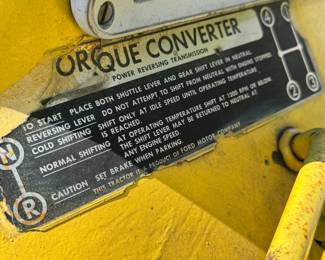 ORQUE CONVERTER
POWER REVERSING TRANSMISSION
TO START PLACE BOTH SHUTTLE LEVER AND GEAR SHIFT LEVER IN NEUTRAL.
REVERSING LEVER DO NOT ATTEMPT TO SHIFT FROM NEUTRAL WITH ENGINE STOPPED
COLD SHIFTING SHIFT ONLY AT IDLE SPEED UNTIL OPERATING TEMPERATURE
IS REACHED.
NORMAL SHIFTING AT OPERATING TEMPERATURE SHIFT AT 1200 RPM OR BELOW
THE SHIFT LEVER MAY BE RETURNED TO NEUTRAL AT
ANY ENGINE SPEED.
CAUTION SET BRAKE WHEN PARKING.
THIS TRACTOR IS A PRODUCT OF FORD MOTOR COMPANY
N
R
4
2
3